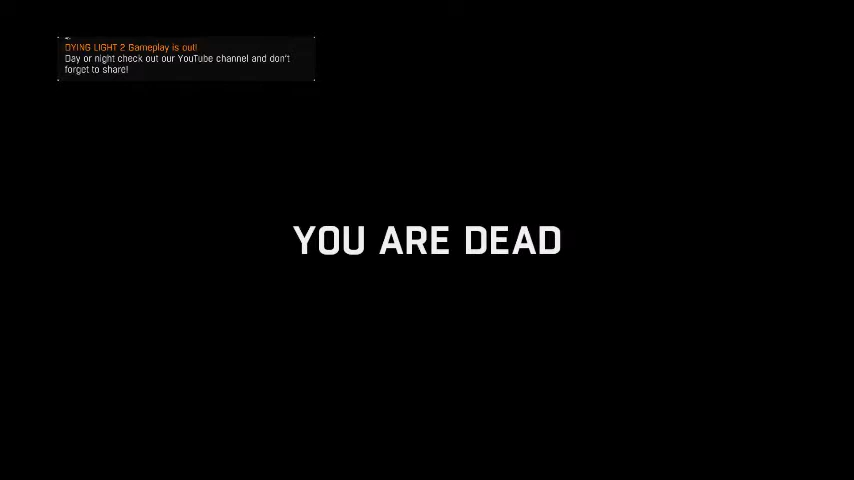 DYING LIGHT 2 Gameplay is out!
Day or night check out our YouTube channel and don't
forget to share!
YOU ARE DEAD